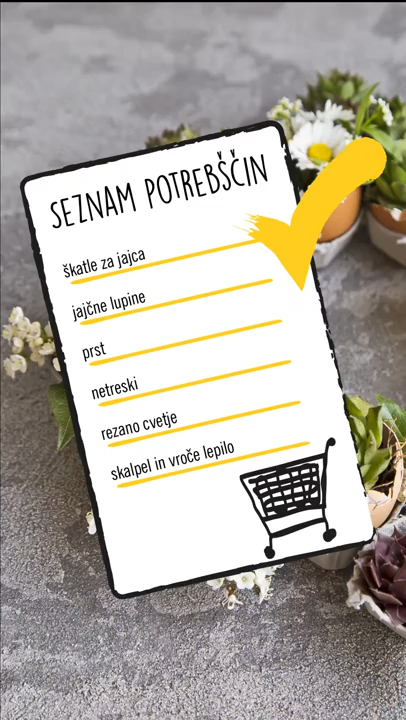 SEZNAM POTREBŠČIN
škatle za jajca
jajčne lupine
prst
netreski
rezano cvetje
skalpel in vroče lepilo